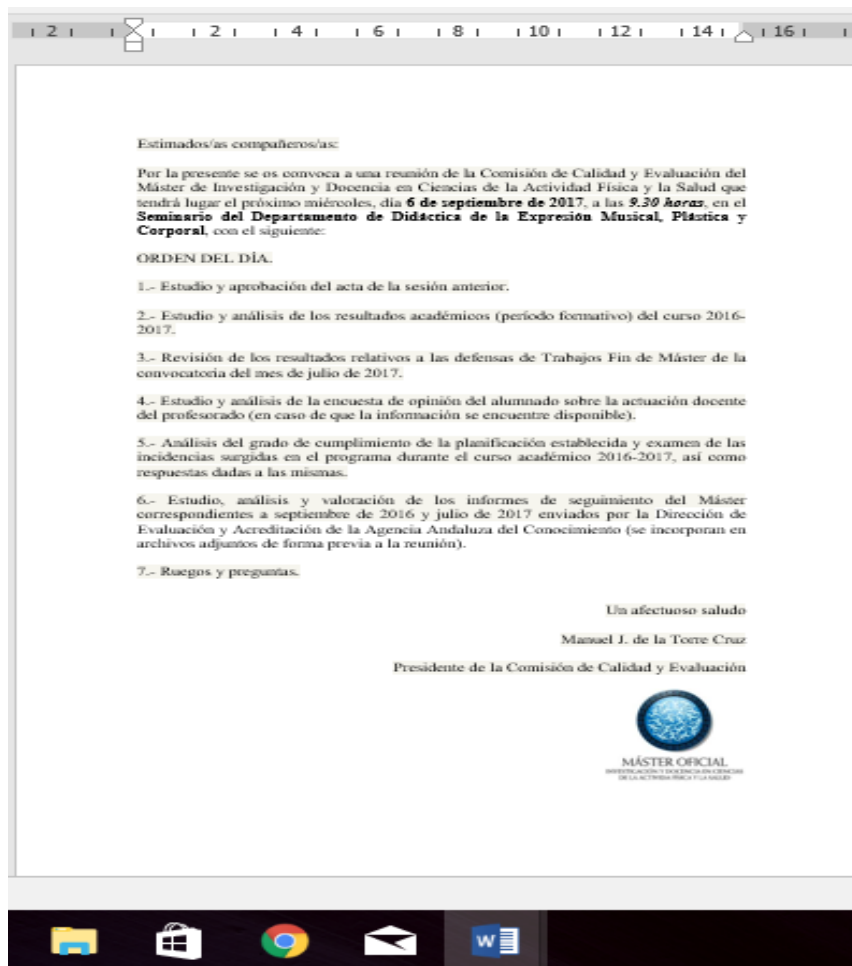 2 2 4 6 8 10 12 14 16
Estimados/as compañeros/as:
Por la presente se os convoca a una reunión de la Comisión de Calidad y Evaluación del
Máster de Investigación y Docencia en Ciencias de la Actividad Física y la Salud que
tendrá lugar el próximo miércoles, día 6 de septiembre de 2017, a las 9.30 horas, en el
Seminario del Departamento de Didáctica de la Expresión Musical, Plástica y
Corporal, con el siguiente:
ORDEN DEL DÍA.
1.- Estudio y aprobación del acta de la sesión anterior.
2.- Estudio y análisis de los resultados académicos (período formativo) del curso 2016-
2017.
3.- Revisión de los resultados relativos a las defensas de Trabajos Fin de Máster de la
convocatoria del mes de julio de 2017.
4.- Estudio y análisis de la encuesta de opinión del alumnado sobre la actuación docente
del profesorado (en caso de que la información se encuentre disponible).
5.- Análisis del grado de cumplimiento de la planificación establecida y examen de las
incidencias surgidas en el programa durante el curso académico 2016-2017, así como
respuestas dadas a las mismas.
6.- Estudio, análisis y valoración de los informes de seguimiento del Máster
correspondientes a septiembre de 2016 y julio de 2017 enviados por la Dirección de
Evaluación y Acreditación de la Agencia Andaluza del Conocimiento (se incorporan en
archivos adjuntos de forma previa a la reunión).
7.- Ruegos y preguntas.
Un afectuoso saludo
Manuel J. de la Torre Cruz
Presidente de la Comisión de Calidad y Evaluación
MÁSTER OFICIAL
INVESTIGACIÓN Y DOCENCIA EN CIENCIAS
DE LA ACTIVIDAD FÍSICA Y LA SALUD
W